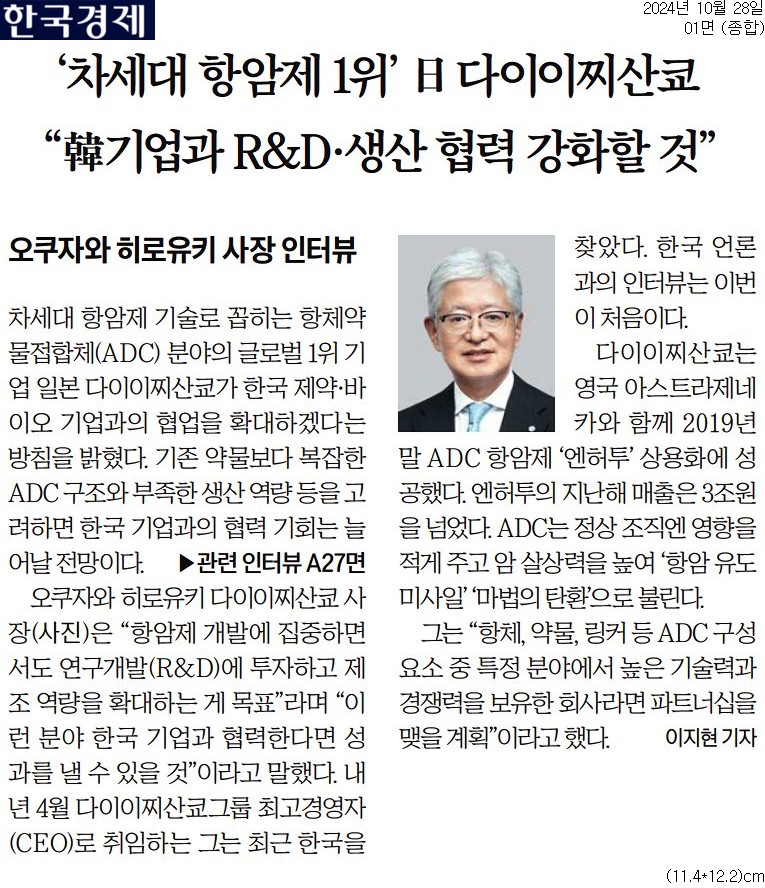 한국경제
2024년 10월 28일
01면 (종합)
‘차세대 항암제 1위’ 日 다이이찌산쿄
“韓기업과 R&D·생산 협력 강화할 것”
오쿠자와 히로유키 사장 인터뷰
차세대 항암제 기술로 꼽히는 항체약
물접합체(ADC) 분야의 글로벌 1위 기
업 일본 다이이찌산쿄가 한국 제약·바
이오 기업과의 협업을 확대하겠다는
방침을 밝혔다. 기존 약물보다 복잡한
ADC 구조와 부족한 생산 역량 등을 고
려하면 한국 기업과의 협력 기회는 늘
어날 전망이다. ▶관련 인터뷰 A27면
오쿠자와 히로유키 다이이찌산쿄 사
장(사진)은 “항암제 개발에 집중하면
서도 연구개발(R&D)에 투자하고 제
조 역량을 확대하는 게 목표”라며 “이
런 분야 한국 기업과 협력한다면 성
과를 낼 수 있을 것”이라고 말했다. 내
년 4월 다이이찌산쿄그룹 최고경영자
(CEO)로 취임하는 그는 최근 한국을
찾았다. 한국 언론
과의 인터뷰는 이번
이 처음이다.
다이이찌산쿄는
영국 아스트라제네
카와 함께 2019년
말 ADC 항암제 ‘엔허투’ 상용화에 성
공했다. 엔허투의 지난해 매출은 3조원
을 넘었다. ADC는 정상 조직엔 영향을
적게 주고 암 살상력을 높여 ‘항암 유도
미사일’ ‘마법의 탄환’으로 불린다.
그는 “항체, 약물, 링커 등 ADC 구성
요소 중 특정 분야에서 높은 기술력과
경쟁력을 보유한 회사라면 파트너십을
맺을 계획”이라고 했다. 이지현 기자
(11.4*12.2)cm